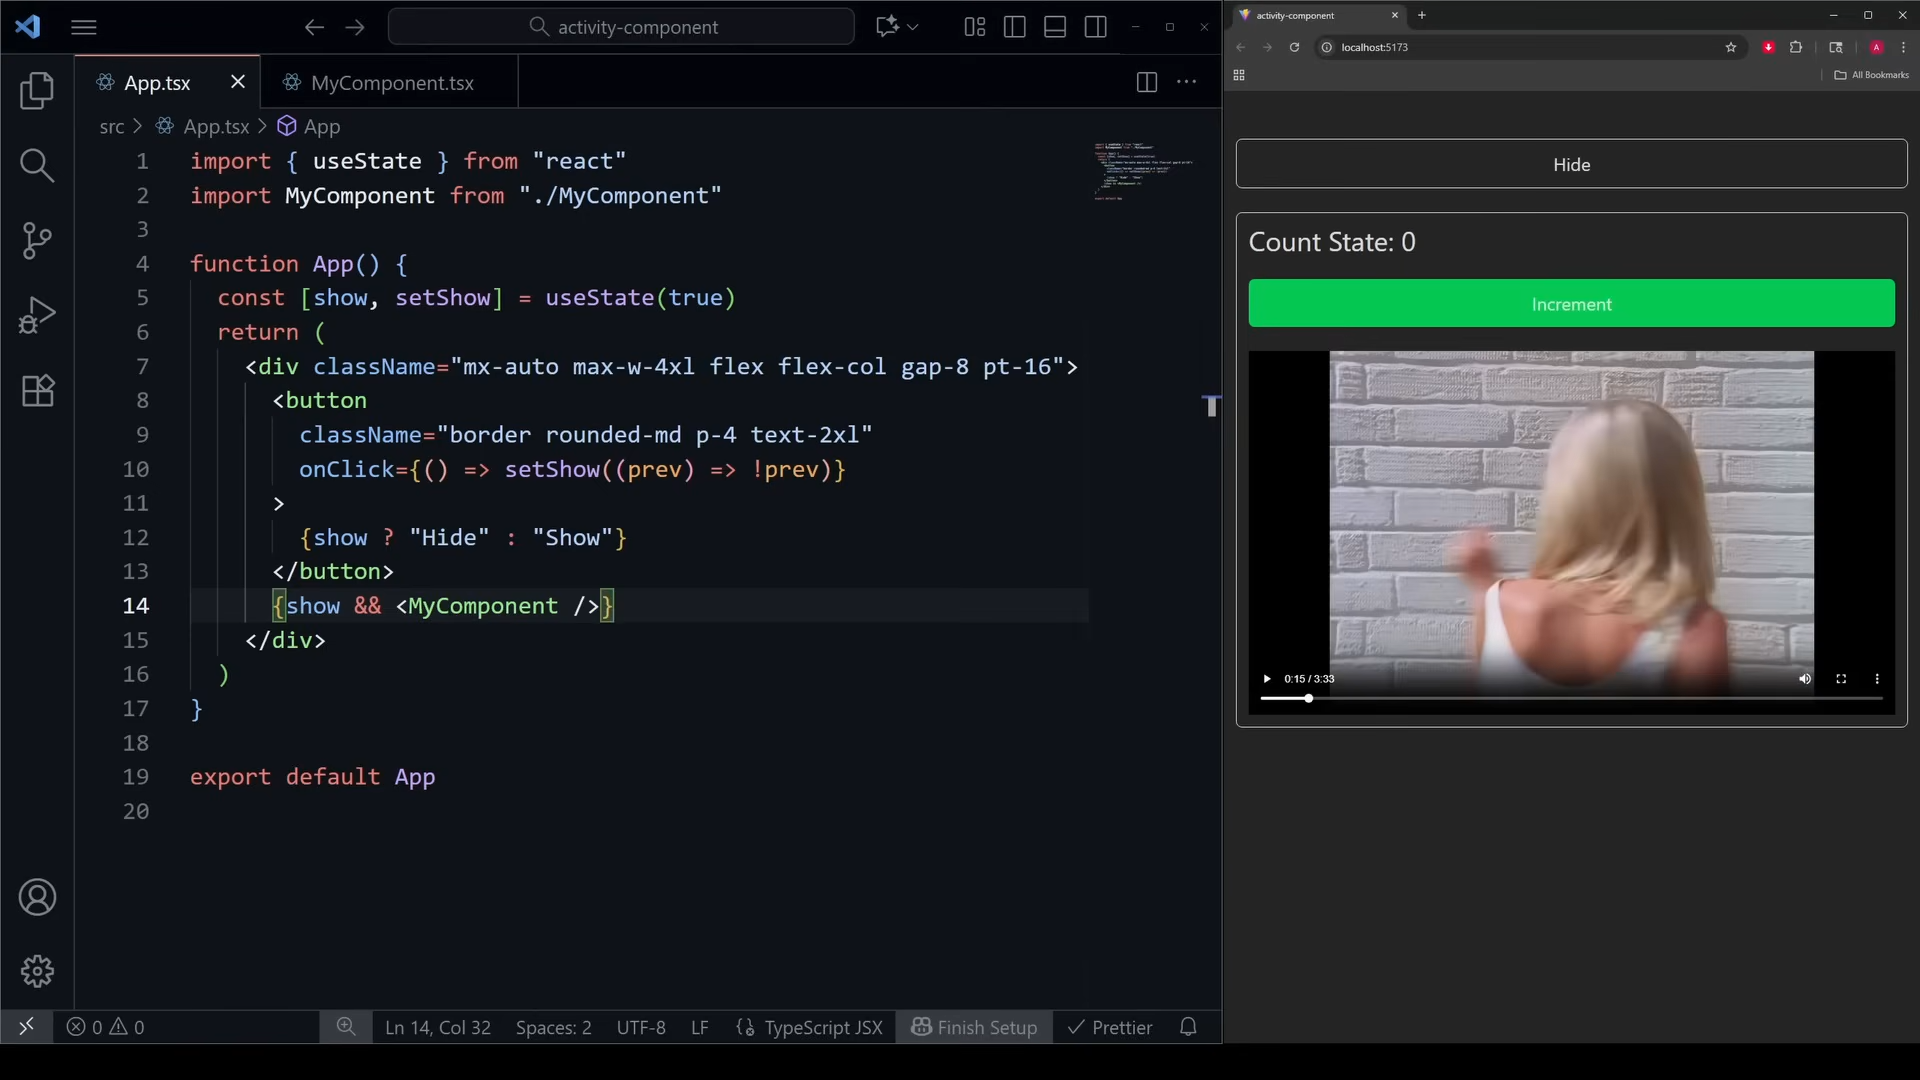 activity-component
App.tsx
MyComponent.tsx
src > App.tsx > App
1 import { useState } from "react"
2 import MyComponent from "./MyComponent"
3
4 function App() {
5 const [show, setShow] = useState(true)
6 return (
7 <div className="mx-auto max-w-4xl flex flex-col gap-8 pt-16">
8 <button
9 className="border rounded-md p-4 text-2xl"
10 onClick={() => setShow((prev) => !prev)}
11 >
12 {show ? "Hide" : "Show"}
13 </button>
14 {show && <MyComponent />}
15 </div>
16 )
17 }
18
19 export default App
20
0 0
Ln 14, Col 32 Spaces: 2 UTF-8 LF TypeScript JSX Finish Setup Prettier
activity-component
localhost:5173
A
All Bookmarks
Hide
Count State: 0
Increment
0:15 / 3:33